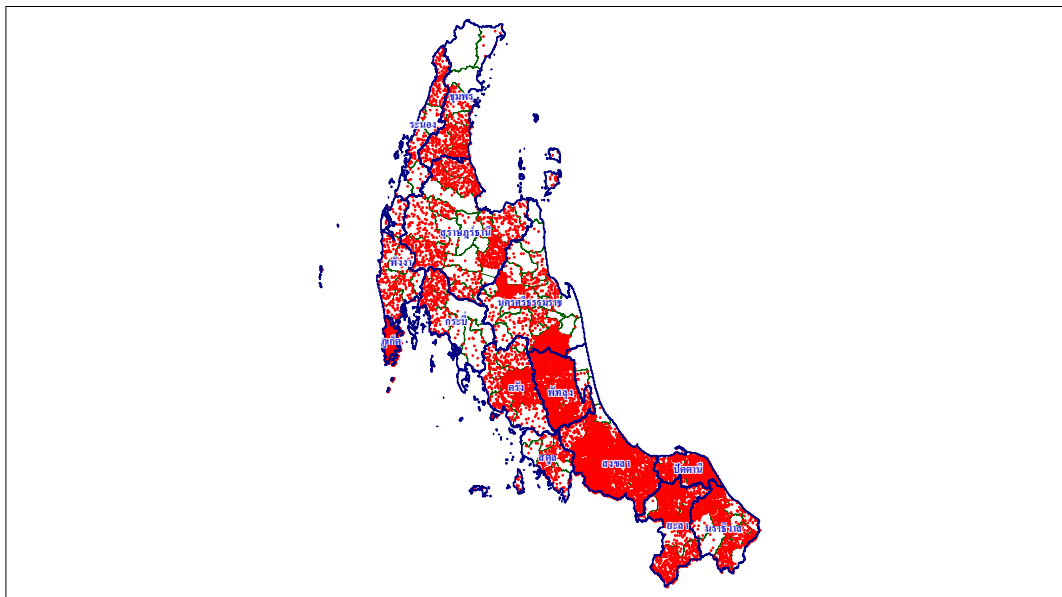 ชุมพร
ระนอง
สุราษฎร์ธานี
พังงา
นครศรีธรรมราช
กระบี่
ภูเก็ต
ตรัง
พัทลุง
สตูล
สงขลา
ปัตตานี
ยะลา
นราธิวาส